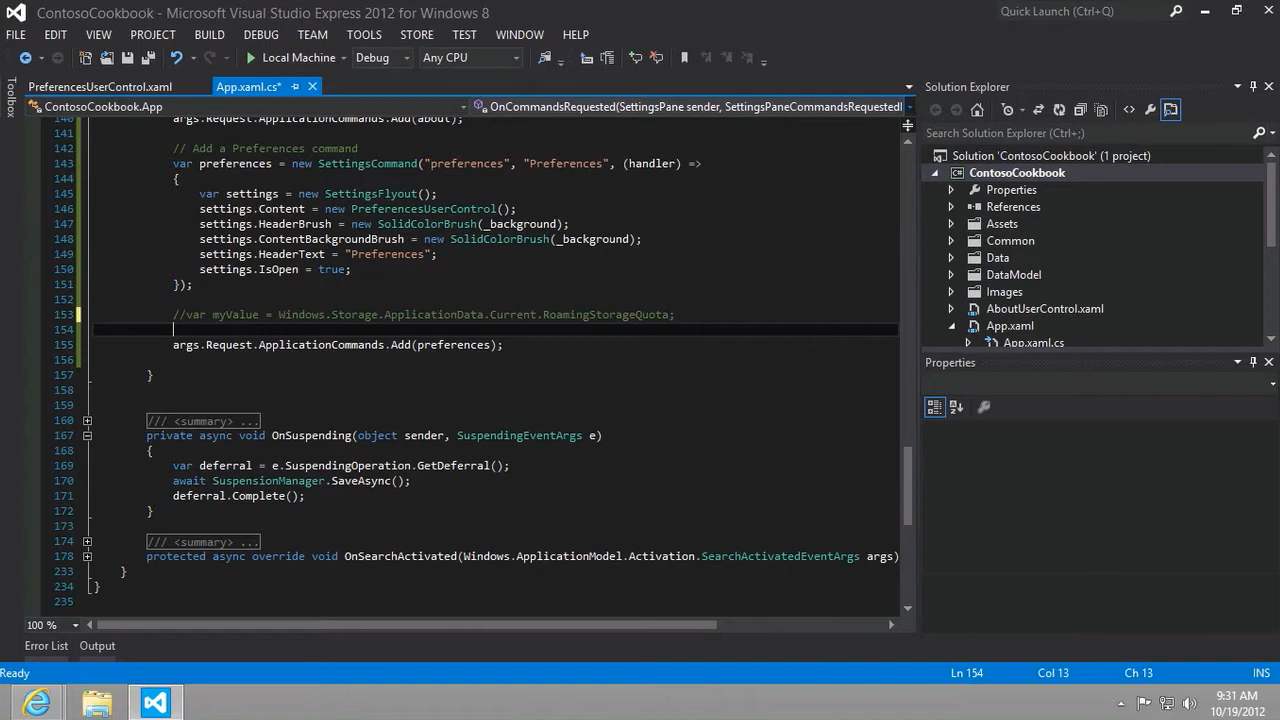 ContosoCookbook - Microsoft Visual Studio Express 2012 for Windows 8
Quick Launch (Ctrl+Q)
FILE EDIT VIEW PROJECT BUILD DEBUG TEAM TOOLS STORE TEST WINDOW HELP
Local Machine Debug Any CPU
Toolbox
PreferencesUserControl.xaml App.xaml.cs*
ContosoCookbook.App OnCommandsRequested(SettingsPane sender, SettingsPaneCommandsRequestedE
140 args.Request.ApplicationCommands.Add(about);
141
142 // Add a Preferences command
143 var preferences = new SettingsCommand("preferences", "Preferences", (handler) =>
144 {
145 var settings = new SettingsFlyout();
146 settings.Content = new PreferencesUserControl();
147 settings.HeaderBrush = new SolidColorBrush(_background);
148 settings.ContentBackgroundBrush = new SolidColorBrush(_background);
149 settings.HeaderText = "Preferences";
150 settings.IsOpen = true;
151 });
152
153 //var myValue = Windows.Storage.ApplicationData.Current.RoamingStorageQuota;
154
155 args.Request.ApplicationCommands.Add(preferences);
156
157 }
158
159
160 /// <summary> ...
167 private async void OnSuspending(object sender, SuspendingEventArgs e)
168 {
169 var deferral = e.SuspendingOperation.GetDeferral();
170 await SuspensionManager.SaveAsync();
171 deferral.Complete();
172 }
173
174 /// <summary> ...
178 protected async override void OnSearchActivated(Windows.ApplicationModel.Activation.SearchActivatedEventArgs args)
233 }
234 }
235
100 %
Solution Explorer
Search Solution Explorer (Ctrl+;)
Solution 'ContosoCookbook' (1 project)
ContosoCookbook
Properties
References
Assets
Common
Data
DataModel
AboutUserControl.xaml
App.xaml
App.xaml.cs
Properties
Error List Output
Ready Ln 154 Col 13 Ch 13 INS
9:31 AM
10/19/2012